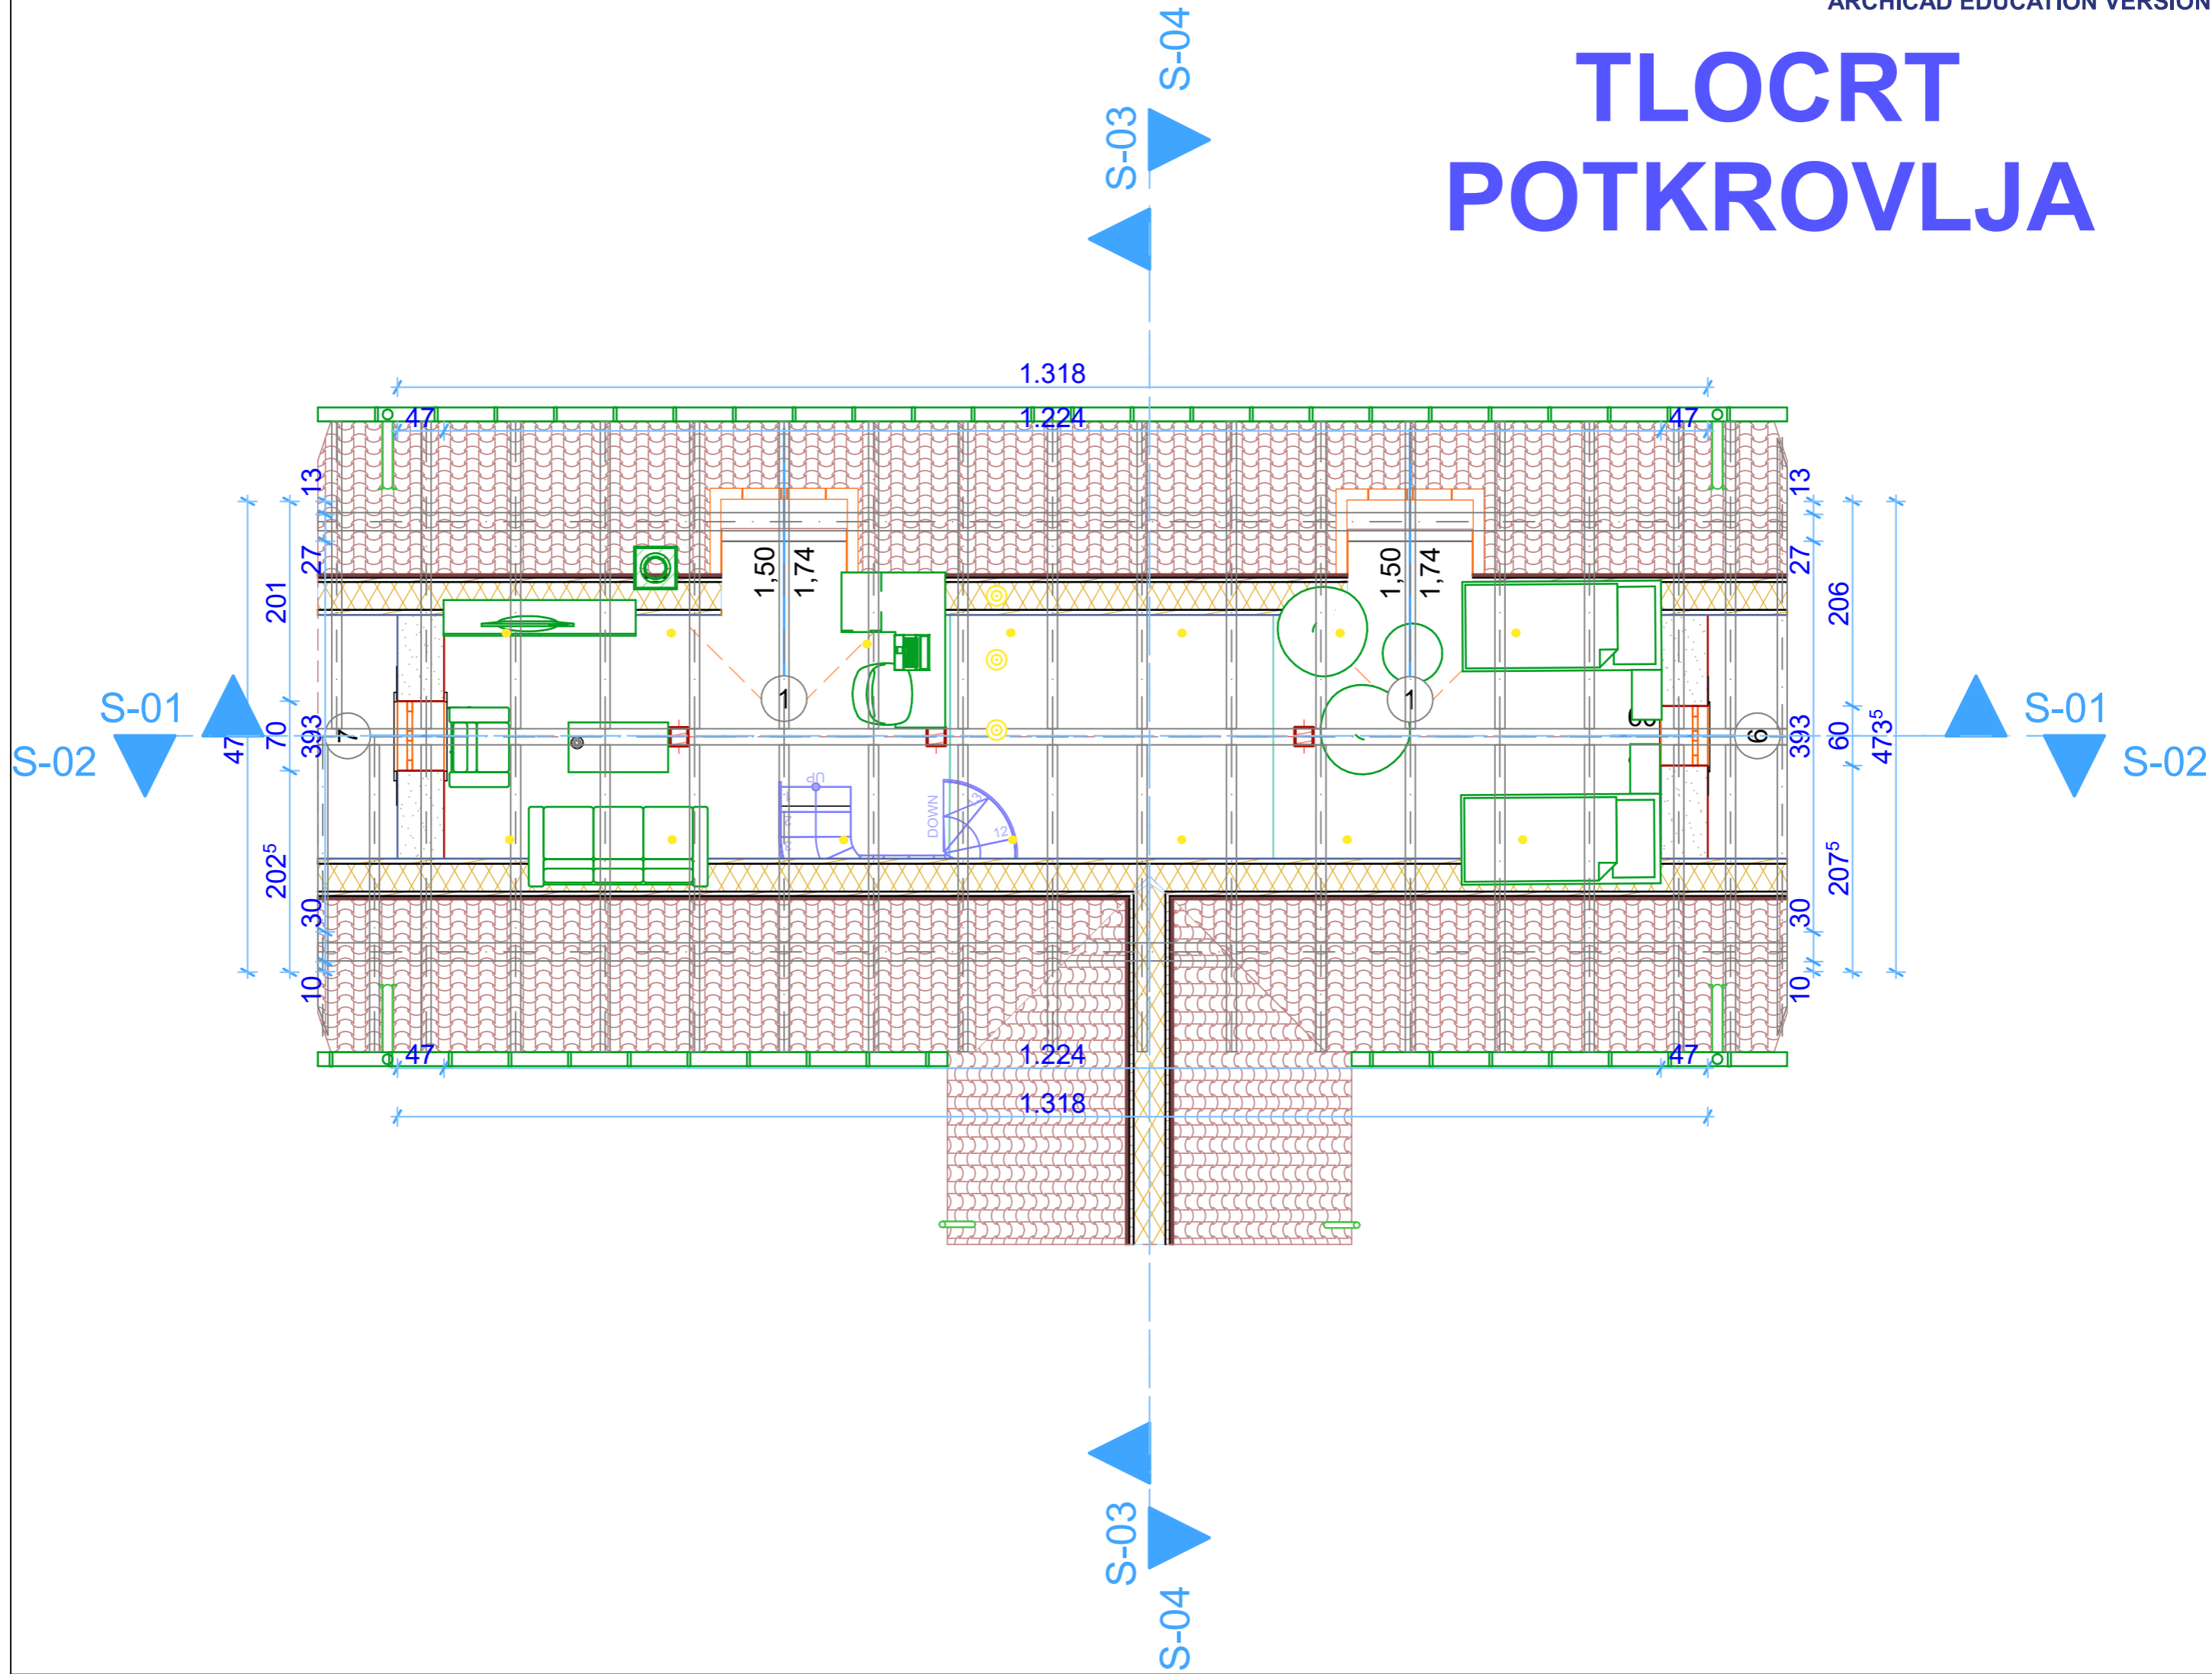 ARCHICAD EDUCATION VERSION
TLOCRT
POTKROVLJA
S-04
S-03
1.318
47
1.224
47
13
13
27
27
1,50
1,74
1,50
1,74
201
206
1
1
S-01
S-02
47
70
393
7
6
393
60
473⁵
S-01
S-02
UP
DOWN
13
12
202⁵
207⁵
30
30
10
10
47
1.224
47
1.318
S-03
S-04